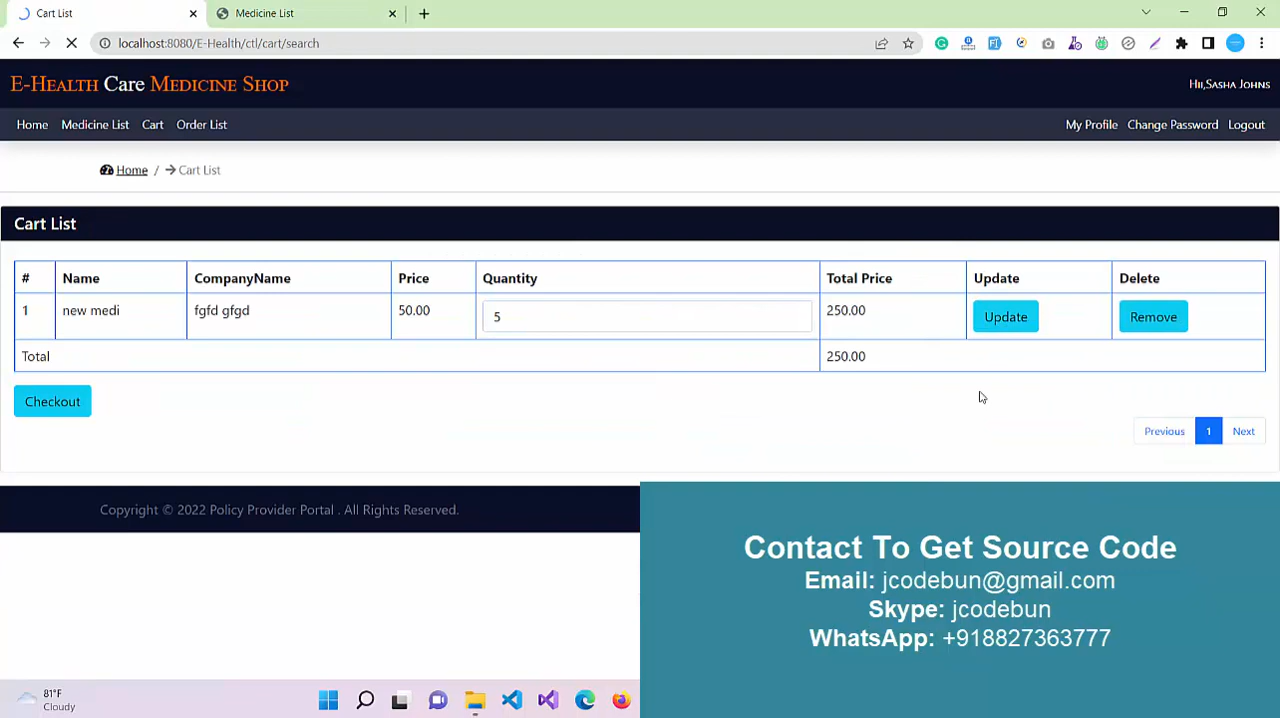 Cart List
Medicine List
localhost:8080/E-Health/ctl/cart/search
E-Health Care Medicine Shop
Hii,Sasha Johns
Home Medicine List Cart Order List
My Profile Change Password Logout
Home / → Cart List
Cart List
# Name CompanyName Price Quantity Total Price Update Delete
1 new medi fgfd gfgd 50.00 5 250.00 Update Remove
Total 250.00
Checkout
Previous 1 Next
Copyright © 2022 Policy Provider Portal . All Rights Reserved.
Contact To Get Source Code
Email: jcodebun@gmail.com
Skype: jcodebun
WhatsApp: +918827363777
81°F
Cloudy